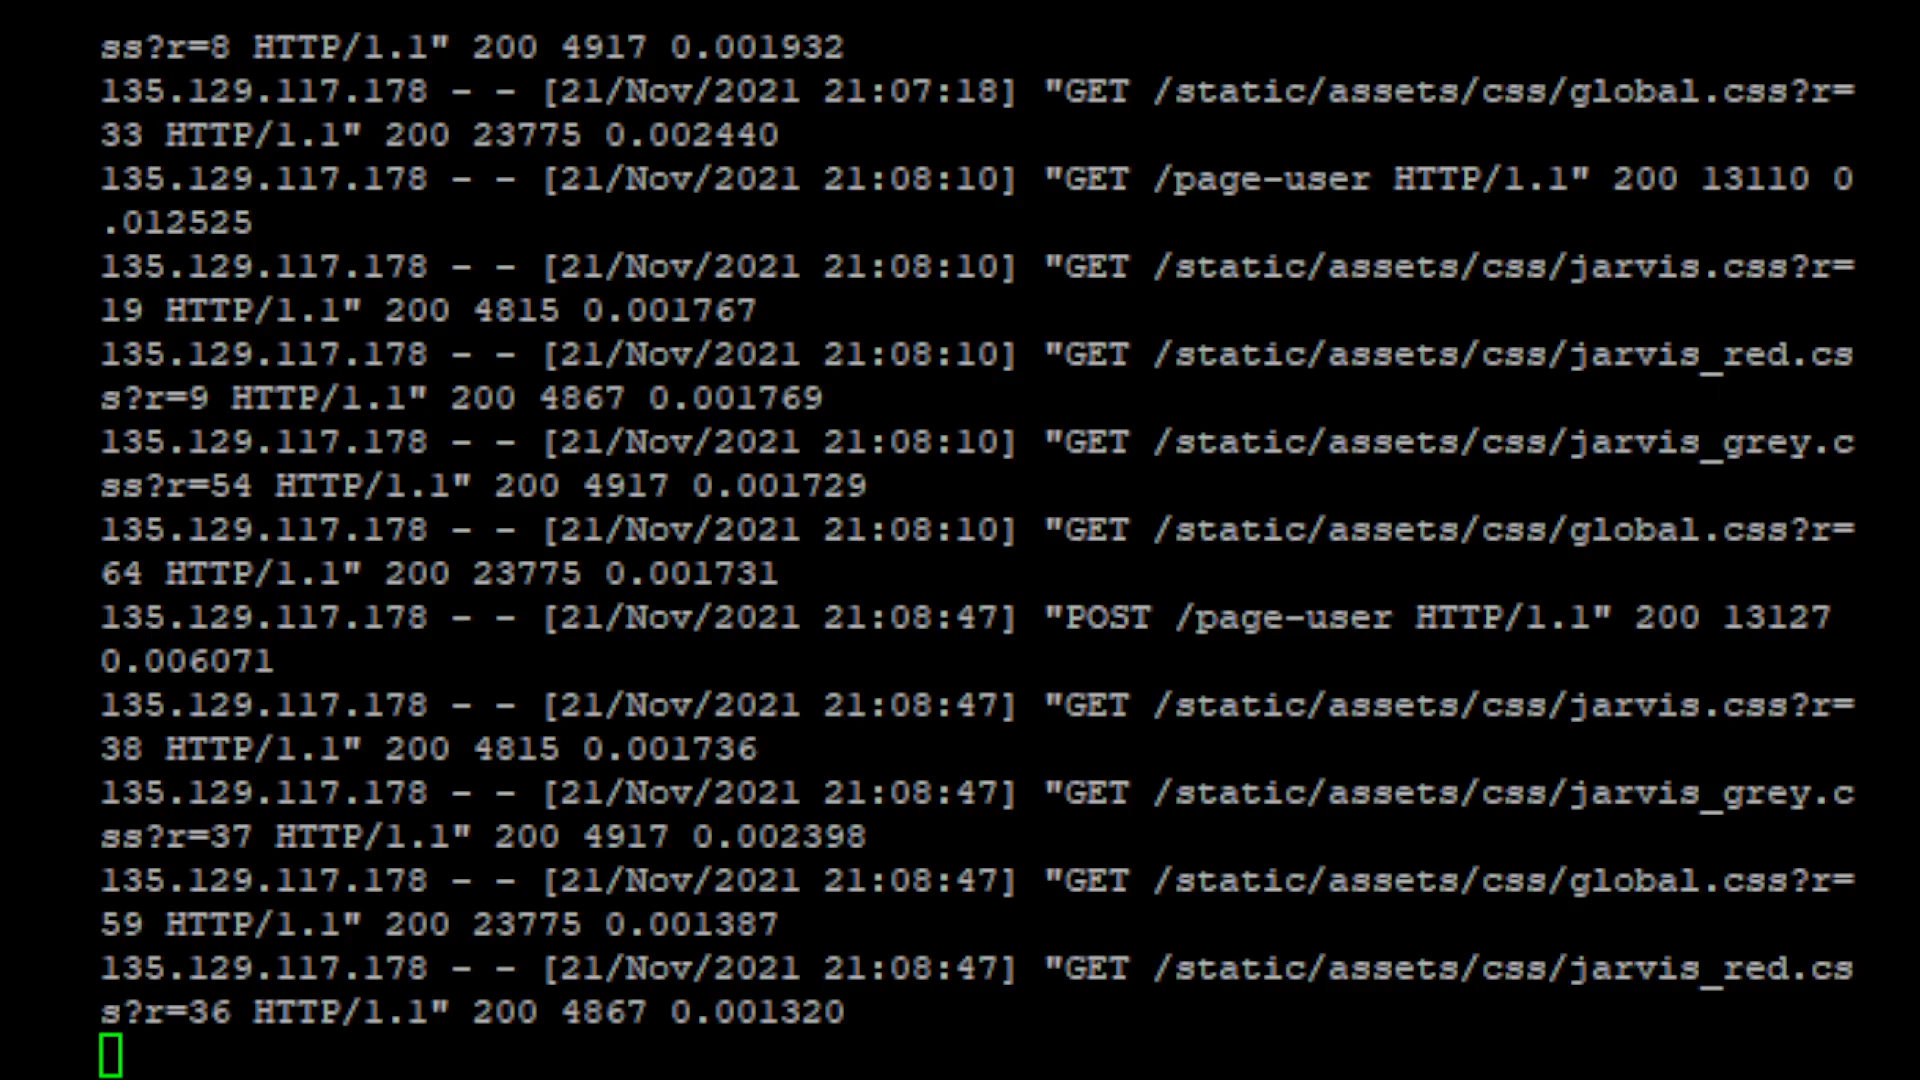 ss?r=8 HTTP/1.1" 200 4917 0.001932
135.129.117.178 - - [21/Nov/2021 21:07:18] "GET /static/assets/css/global.css?r=
33 HTTP/1.1" 200 23775 0.002440
135.129.117.178 - - [21/Nov/2021 21:08:10] "GET /page-user HTTP/1.1" 200 13110 0
.012525
135.129.117.178 - - [21/Nov/2021 21:08:10] "GET /static/assets/css/jarvis.css?r=
19 HTTP/1.1" 200 4815 0.001767
135.129.117.178 - - [21/Nov/2021 21:08:10] "GET /static/assets/css/jarvis_red.cs
s?r=9 HTTP/1.1" 200 4867 0.001769
135.129.117.178 - - [21/Nov/2021 21:08:10] "GET /static/assets/css/jarvis_grey.c
ss?r=54 HTTP/1.1" 200 4917 0.001729
135.129.117.178 - - [21/Nov/2021 21:08:10] "GET /static/assets/css/global.css?r=
64 HTTP/1.1" 200 23775 0.001731
135.129.117.178 - - [21/Nov/2021 21:08:47] "POST /page-user HTTP/1.1" 200 13127
0.006071
135.129.117.178 - - [21/Nov/2021 21:08:47] "GET /static/assets/css/jarvis.css?r=
38 HTTP/1.1" 200 4815 0.001736
135.129.117.178 - - [21/Nov/2021 21:08:47] "GET /static/assets/css/jarvis_grey.c
ss?r=37 HTTP/1.1" 200 4917 0.002398
135.129.117.178 - - [21/Nov/2021 21:08:47] "GET /static/assets/css/global.css?r=
59 HTTP/1.1" 200 23775 0.001387
135.129.117.178 - - [21/Nov/2021 21:08:47] "GET /static/assets/css/jarvis_red.cs
s?r=36 HTTP/1.1" 200 4867 0.001320